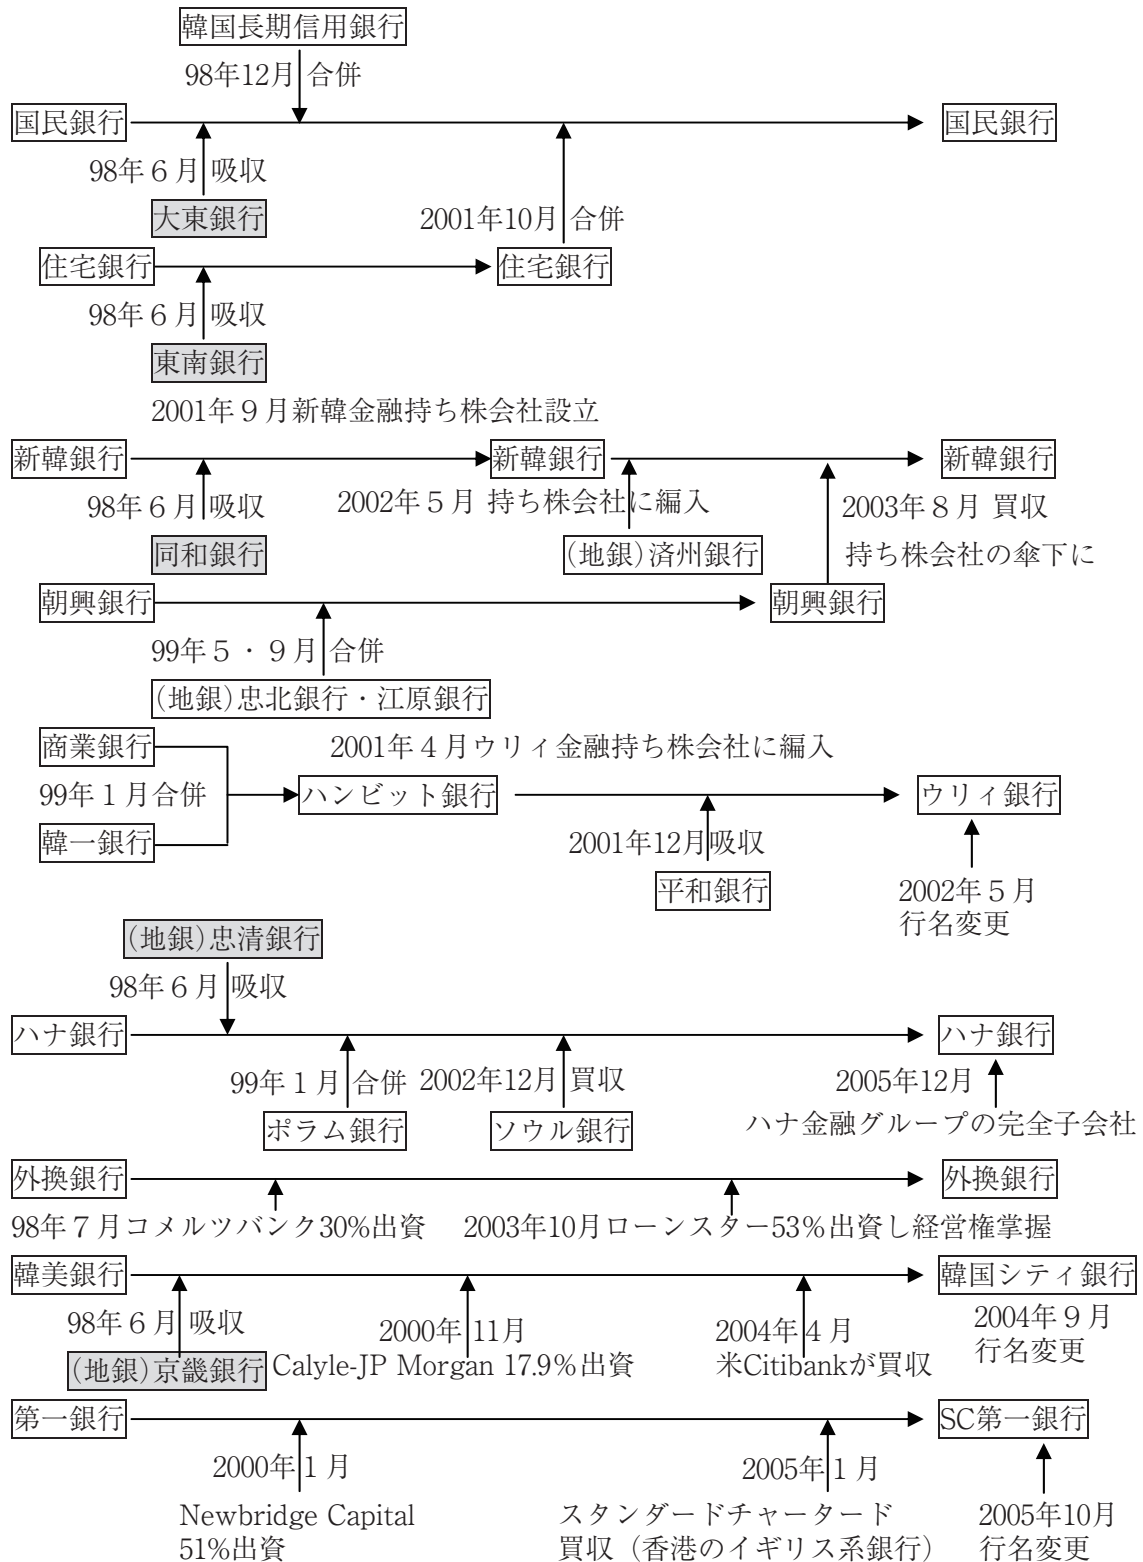 韓国長期信用銀行
98年12月 合併
国民銀行 国民銀行
98年６月 吸収
大東銀行 2001年10月 合併
住宅銀行 住宅銀行
98年６月 吸収
東南銀行
2001年９月新韓金融持ち株会社設立
新韓銀行 新韓銀行 新韓銀行
98年６月 吸収 2002年５月 持ち株会社に編入 2003年８月 買収
同和銀行 (地銀)済州銀行 持ち株会社の傘下に
朝興銀行 朝興銀行
99年５・９月 合併
(地銀)忠北銀行・江原銀行
商業銀行 2001年４月ウリィ金融持ち株会社に編入
99年１月合併 ハンビット銀行 ウリィ銀行
韓一銀行 2001年12月吸収
平和銀行 2002年５月
行名変更
(地銀)忠清銀行
98年６月 吸収
ハナ銀行 ハナ銀行
99年１月 合併 2002年12月 買収 2005年12月
ポラム銀行 ソウル銀行 ハナ金融グループの完全子会社
外換銀行 外換銀行
98年７月コメルツバンク30%出資 2003年10月ローンスター53%出資し経営権掌握
韓美銀行 韓国シティ銀行
98年６月 吸収 2000年11月 2004年４月 2004年９月
(地銀)京畿銀行 Calyle-JP Morgan 17.9%出資 米Citibankが買収 行名変更
第一銀行 SC第一銀行
2000年１月 2005年１月
Newbridge Capital スタンダードチャータード 2005年10月
51%出資 買収（香港のイギリス系銀行） 行名変更